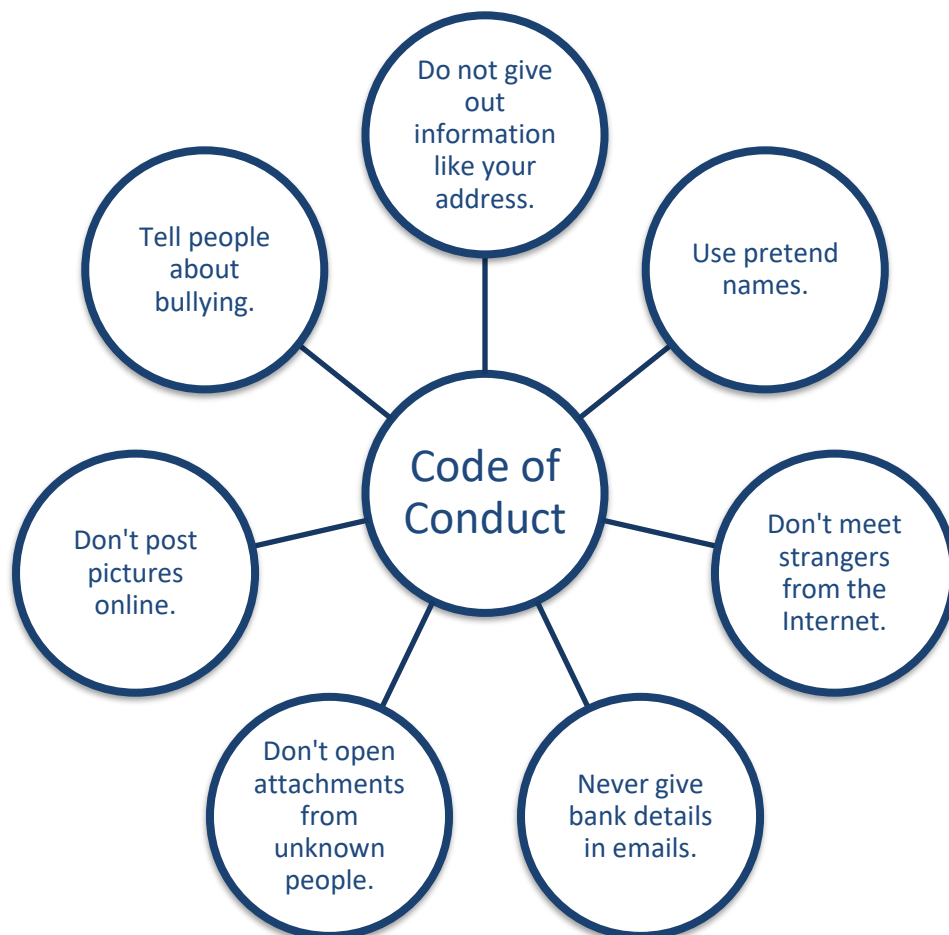 Do not give
out
information
like your
address.
Tell people
about
bullying.
Use pretend
names.
Code of
Conduct
Don't post
pictures
online.
Don't meet
strangers
from the
Internet.
Don't open
attachments
from
unknown
people.
Never give
bank details
in emails.